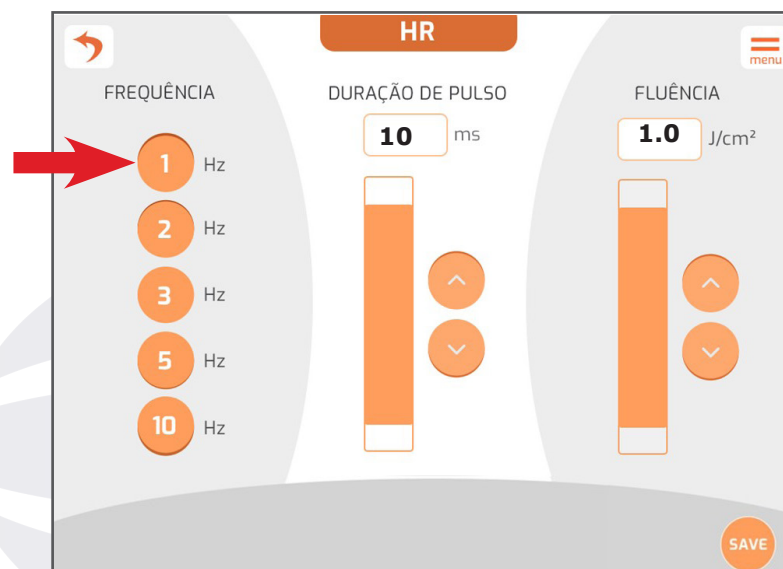 HR
menu
FREQUÊNCIA
DURAÇÃO DE PULSO
FLUÊNCIA
10 ms
1.0 J/cm²
1 Hz
2 Hz
3 Hz
5 Hz
10 Hz
SAVE